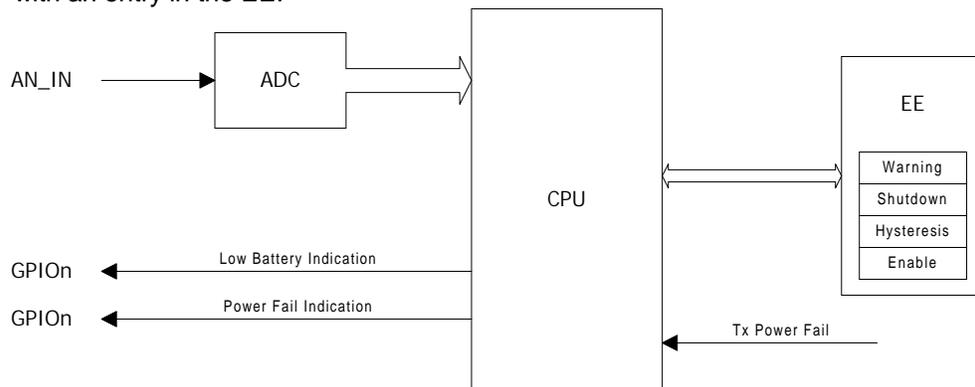 with an entry in the EE.
AN_IN
ADC
EE
Warning
Shutdown
Hysteresis
Enable
CPU
GPIOn
Low Battery Indication
GPIOn
Power Fail Indication
Tx Power Fail